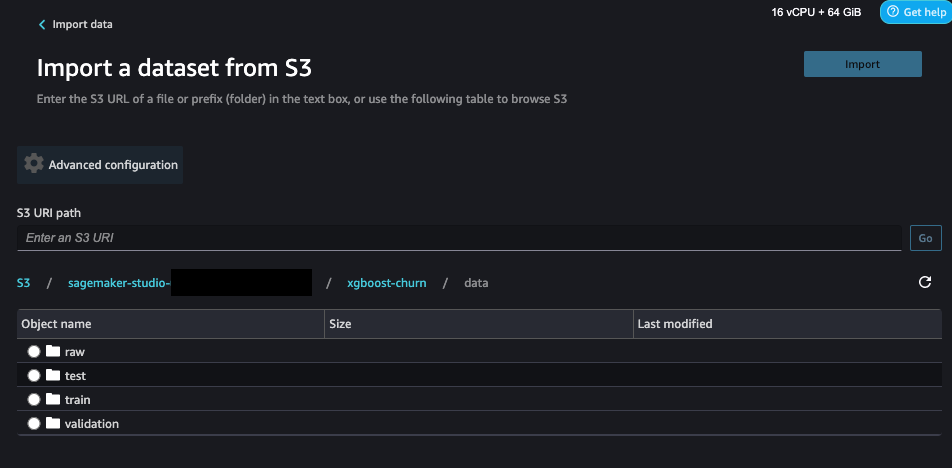 Import data
16 vCPU + 64 GiB
Get help
Import a dataset from S3
Import
Enter the S3 URL of a file or prefix (folder) in the text box, or use the following table to browse S3
Advanced configuration
S3 URI path
Enter an S3 URI
Go
S3 / sagemaker-studio- / xgboost-churn / data
Object name Size Last modified
raw
test
train
validation